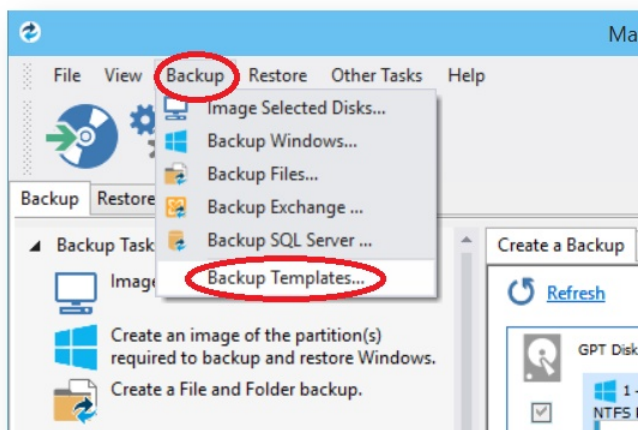 Ma
File View Backup Restore Other Tasks Help
Image Selected Disks...
Backup Windows...
Backup Files...
Backup Exchange ...
Backup SQL Server ...
Backup Templates...
Backup Restore
Backup Task
Image
Create an image of the partition(s)
required to backup and restore Windows.
Create a File and Folder backup.
Create a Backup
Refresh
GPT Disk
1 -
NTFS